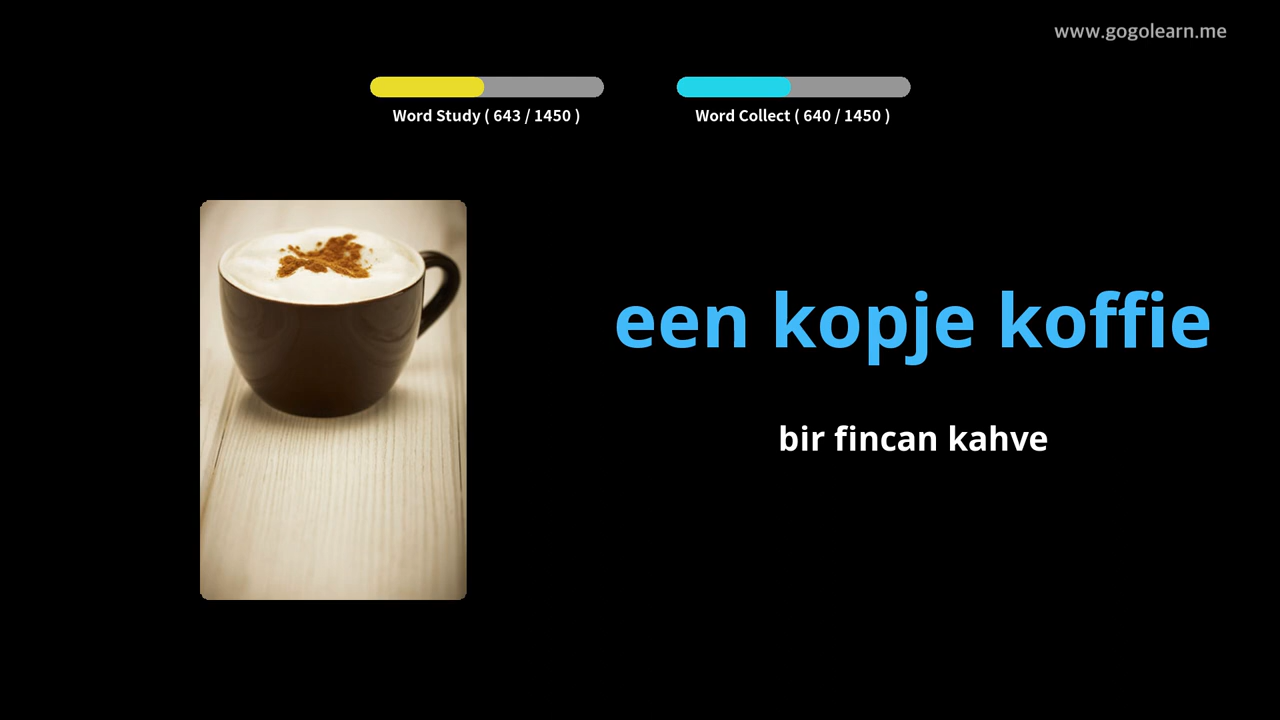 www.gogolearn.me
Word Study ( 643 / 1450 )
Word Collect ( 640 / 1450 )
een kopje koffie
bir fincan kahve